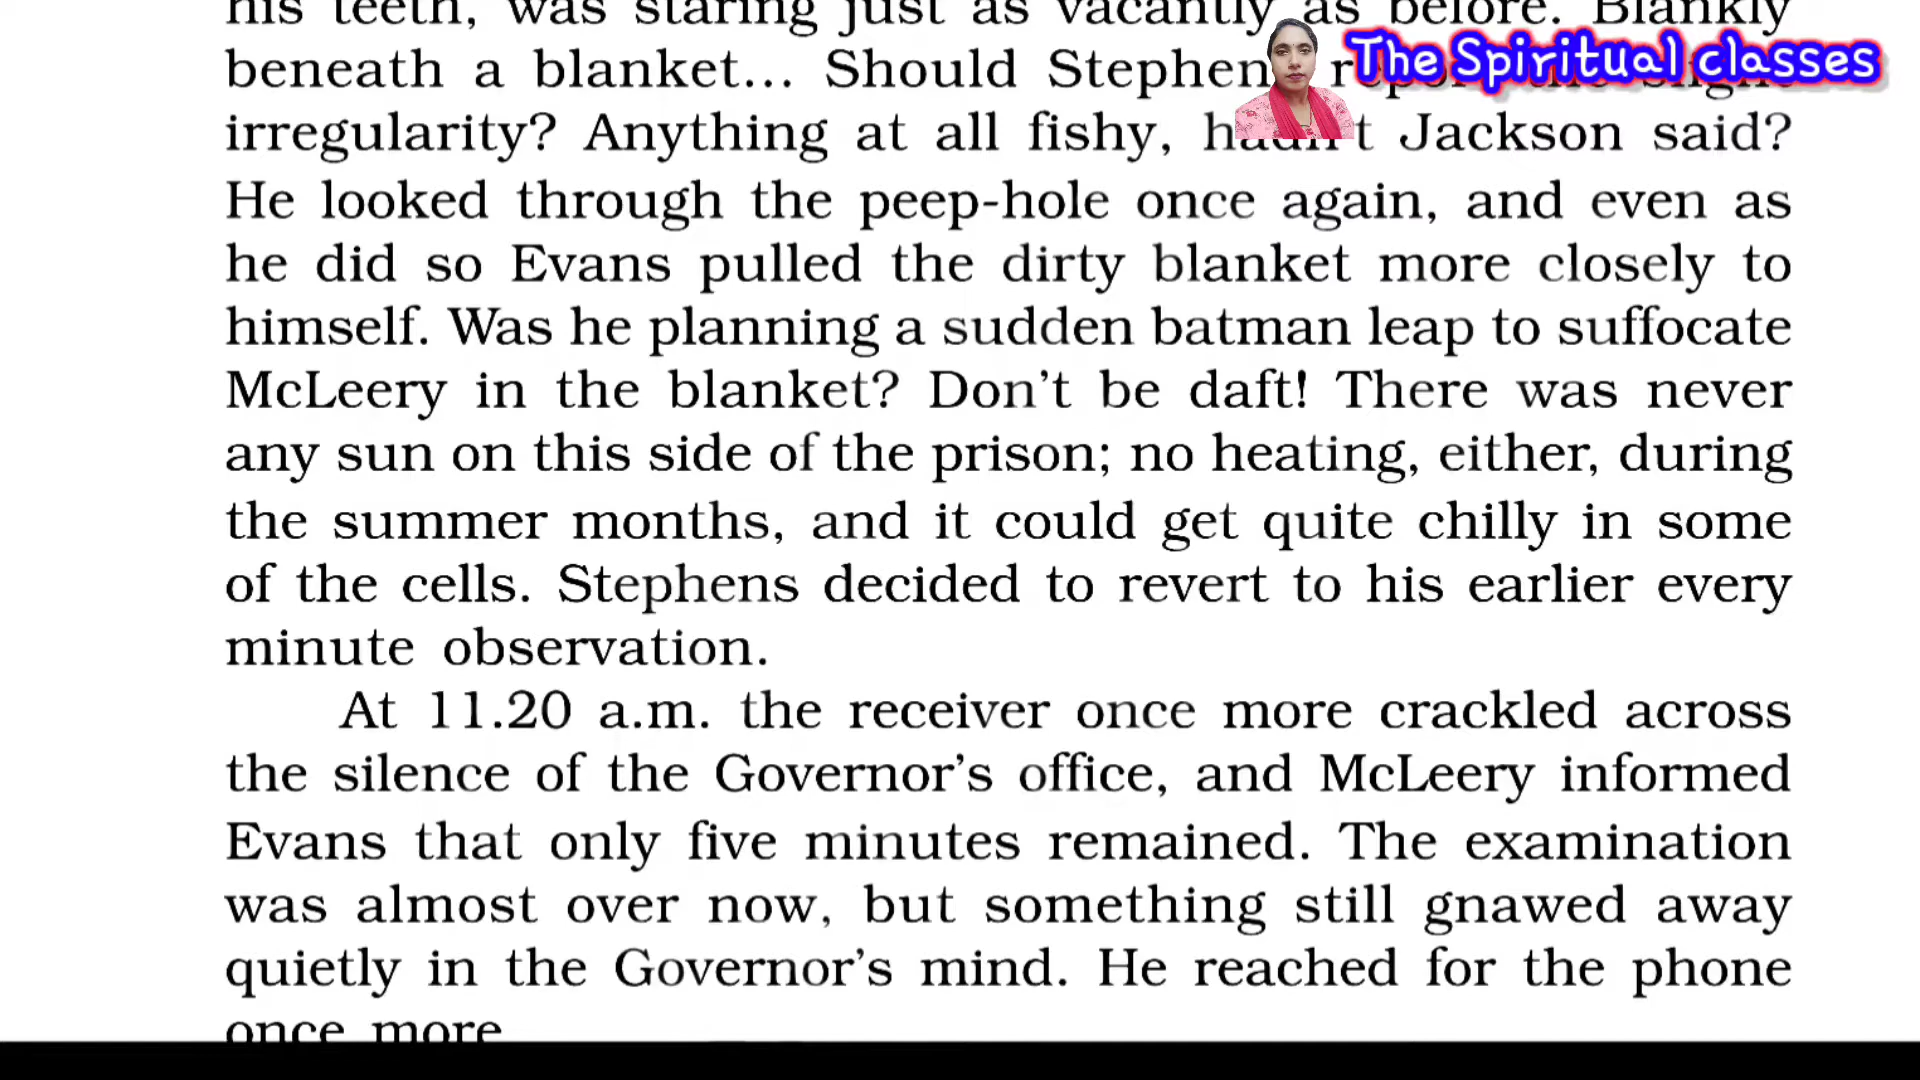 his teeth, was staring just as vacantly as before. Blankly
The Spiritual classes
beneath a blanket... Should Stephens
irregularity? Anything at all fishy, hadn't Jackson said?
He looked through the peep-hole once again, and even as
he did so Evans pulled the dirty blanket more closely to
himself. Was he planning a sudden batman leap to suffocate
McLeery in the blanket? Don't be daft! There was never
any sun on this side of the prison; no heating, either, during
the summer months, and it could get quite chilly in some
of the cells. Stephens decided to revert to his earlier every
minute observation.
At 11.20 a.m. the receiver once more crackled across
the silence of the Governor's office, and McLeery informed
Evans that only five minutes remained. The examination
was almost over now, but something still gnawed away
quietly in the Governor's mind. He reached for the phone
once more